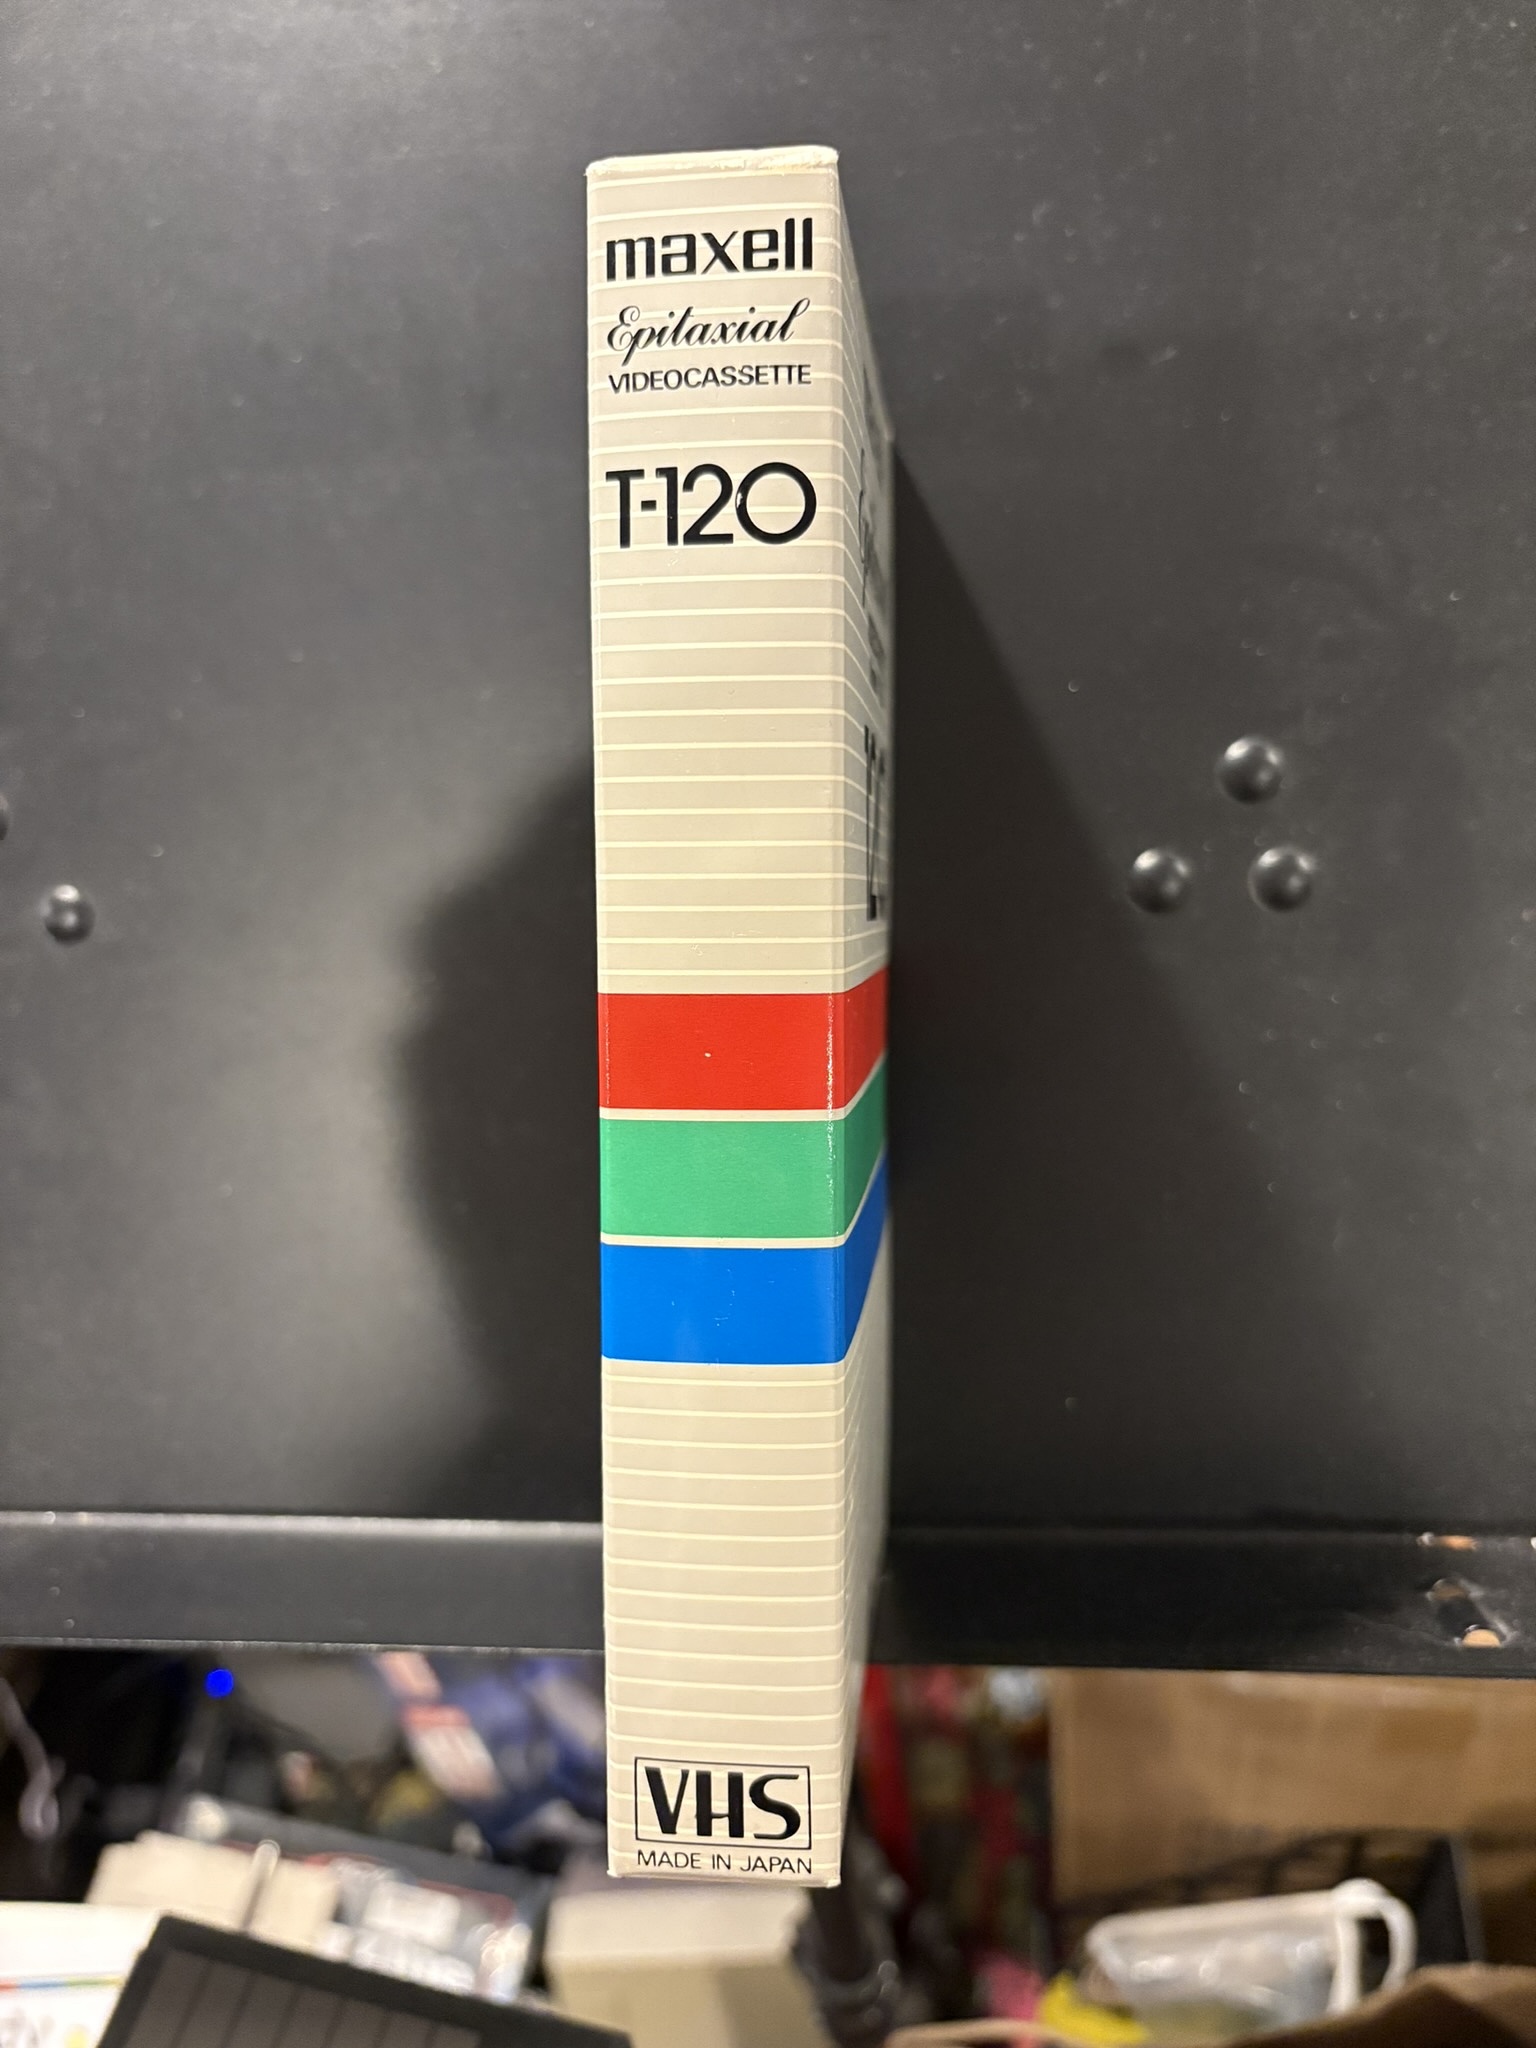 maxell
Epitaxial
VIDEOCASSETTE
T-120
VHS
MADE IN JAPAN